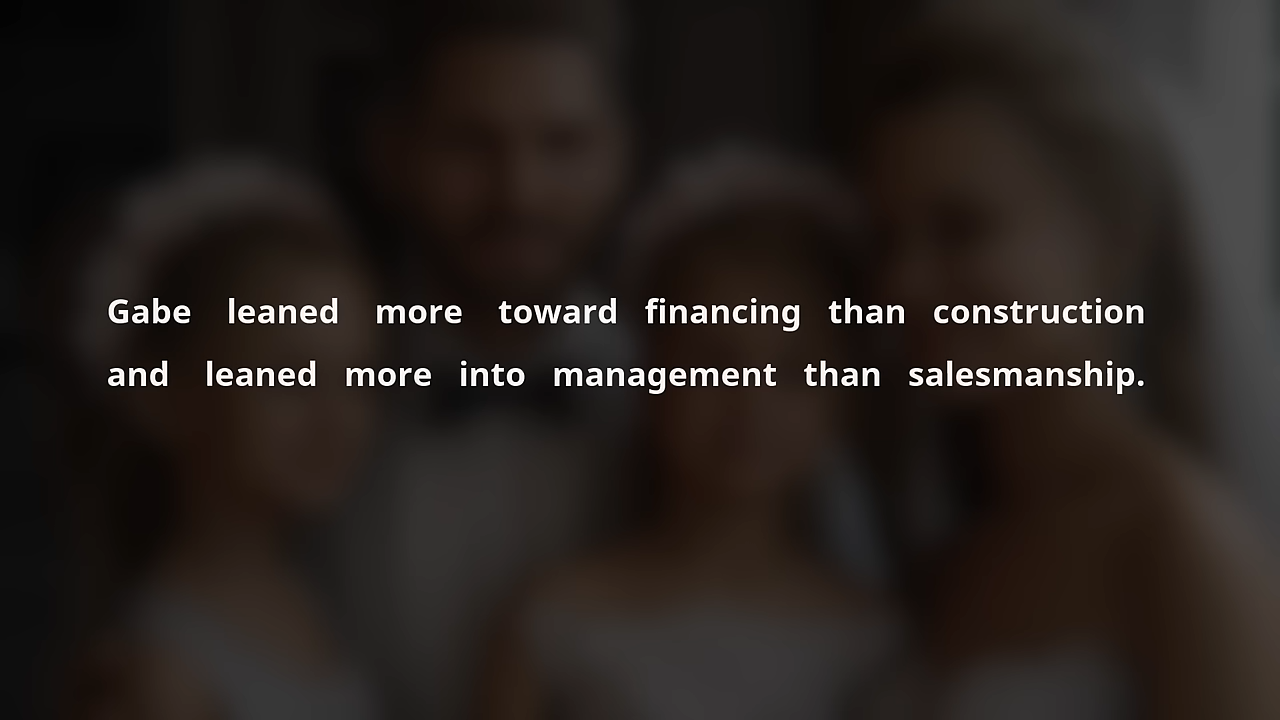 Gabe leaned more toward financing than construction
and leaned more into management than salesmanship.